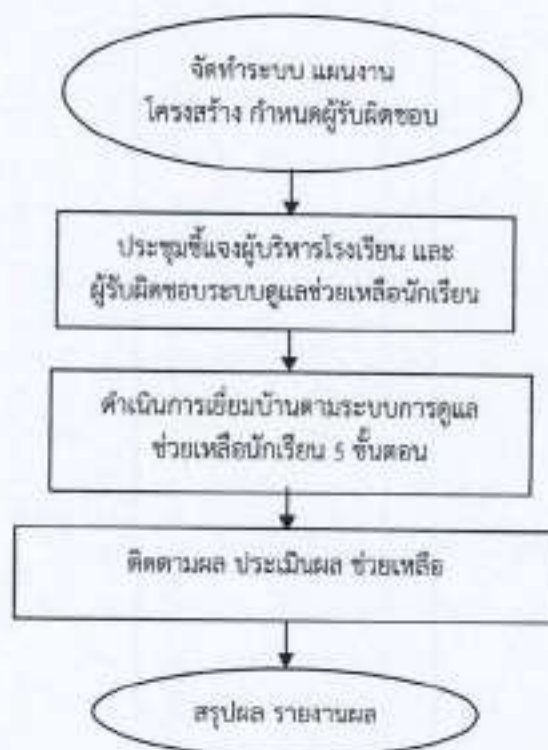 จัดทำระบบ แผนงาน
โครงสร้าง กำหนดผู้รับผิดชอบ
ประชุมชี้แจงผู้บริหารโรงเรียน และ
ผู้รับผิดชอบระบบดูแลช่วยเหลือนักเรียน
ดำเนินการเยี่ยมบ้านตามระบบการดูแล
ช่วยเหลือนักเรียน 5 ขั้นตอน
ติดตามผล ประเมินผล ช่วยเหลือ
สรุปผล รายงานผล